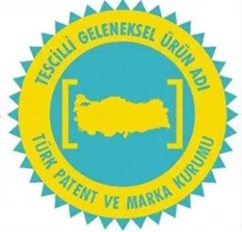 TESCİLLİ GELENEKSEL ÜRÜN ADI
TÜRK PATENT VE MARKA KURUMU